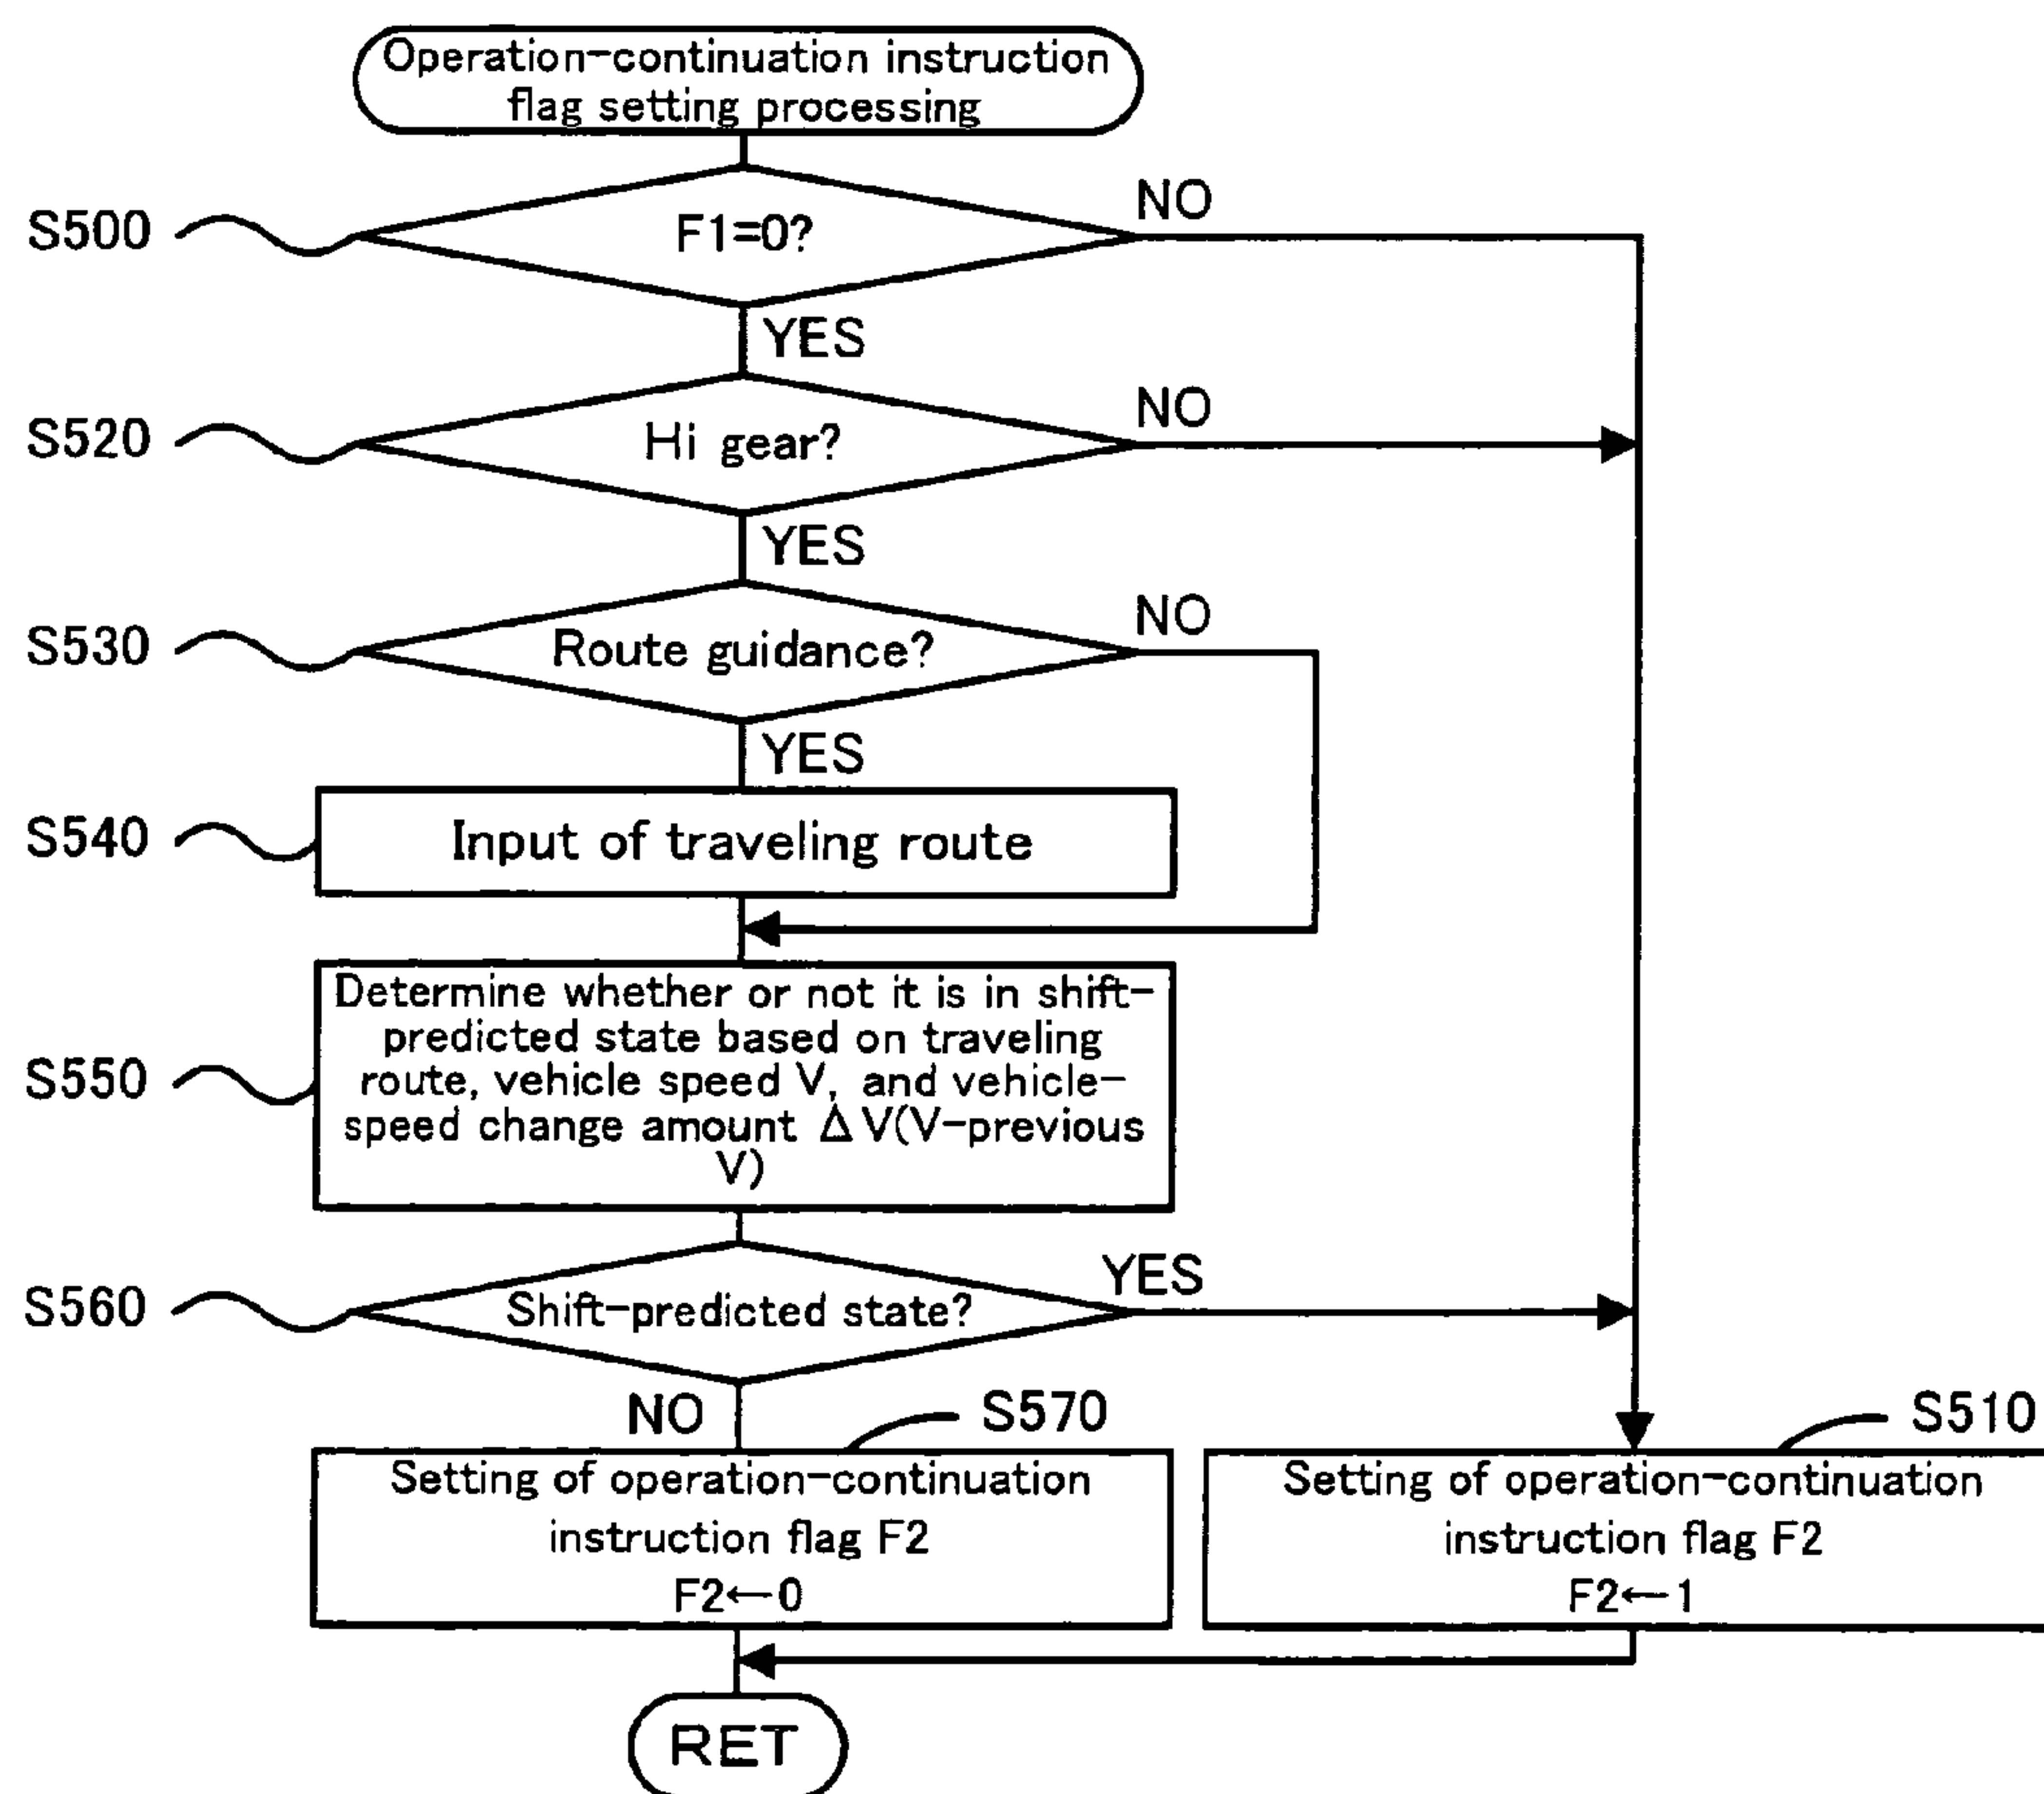 Operation-continuation instruction
flag setting processing
S500
F1=0?
NO
YES
S520
Hi gear?
NO
YES
S530
Route guidance?
NO
YES
S540
Input of traveling route
S550
Determine whether or not it is in shift-
predicted state based on traveling
route, vehicle speed V, and vehicle-
speed change amount ΔV(V-previous
V)
S560
Shift-predicted state?
YES
NO
S570
Setting of operation-continuation
instruction flag F2
F2←0
S510
Setting of operation-continuation
instruction flag F2
F2←1
RET